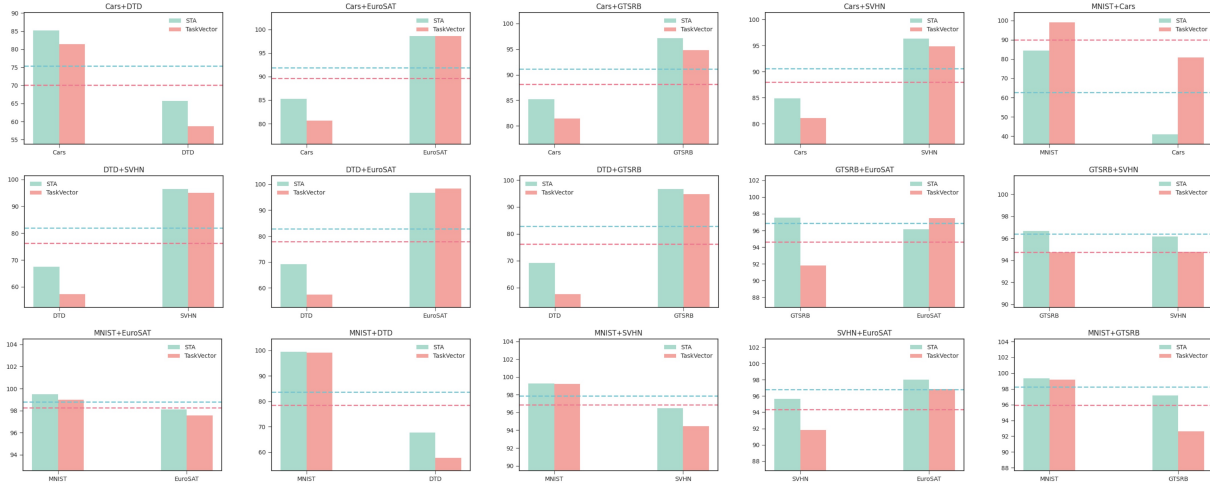 Cars+DTD
90
85
80
75
70
65
60
55
STA
TaskVector
Cars
DTD
Cars+EuroSAT
100
95
90
85
80
STA
TaskVector
Cars
EuroSAT
Cars+GTSRB
100
95
90
85
80
STA
TaskVector
Cars
GTSRB
Cars+SVHN
100
95
90
85
80
STA
TaskVector
Cars
SVHN
MNIST+Cars
100
90
80
70
60
50
40
STA
TaskVector
MNIST
Cars
DTD+SVHN
100
90
80
70
60
STA
TaskVector
DTD
SVHN
DTD+EuroSAT
100
90
80
70
60
STA
TaskVector
DTD
EuroSAT
DTD+GTSRB
100
90
80
70
60
STA
TaskVector
DTD
GTSRB
GTSRB+EuroSAT
102
100
98
96
94
92
90
88
STA
TaskVector
GTSRB
EuroSAT
GTSRB+SVHN
100
98
96
94
92
90
STA
TaskVector
GTSRB
SVHN
MNIST+EuroSAT
104
102
100
98
96
94
STA
TaskVector
MNIST
EuroSAT
MNIST+DTD
100
90
80
70
60
STA
TaskVector
MNIST
DTD
MNIST+SVHN
104
102
100
98
96
94
92
90
STA
TaskVector
MNIST
SVHN
SVHN+EuroSAT
102
100
98
96
94
92
90
88
STA
TaskVector
SVHN
EuroSAT
MNIST+GTSRB
104
102
100
98
96
94
92
90
88
STA
TaskVector
MNIST
GTSRB